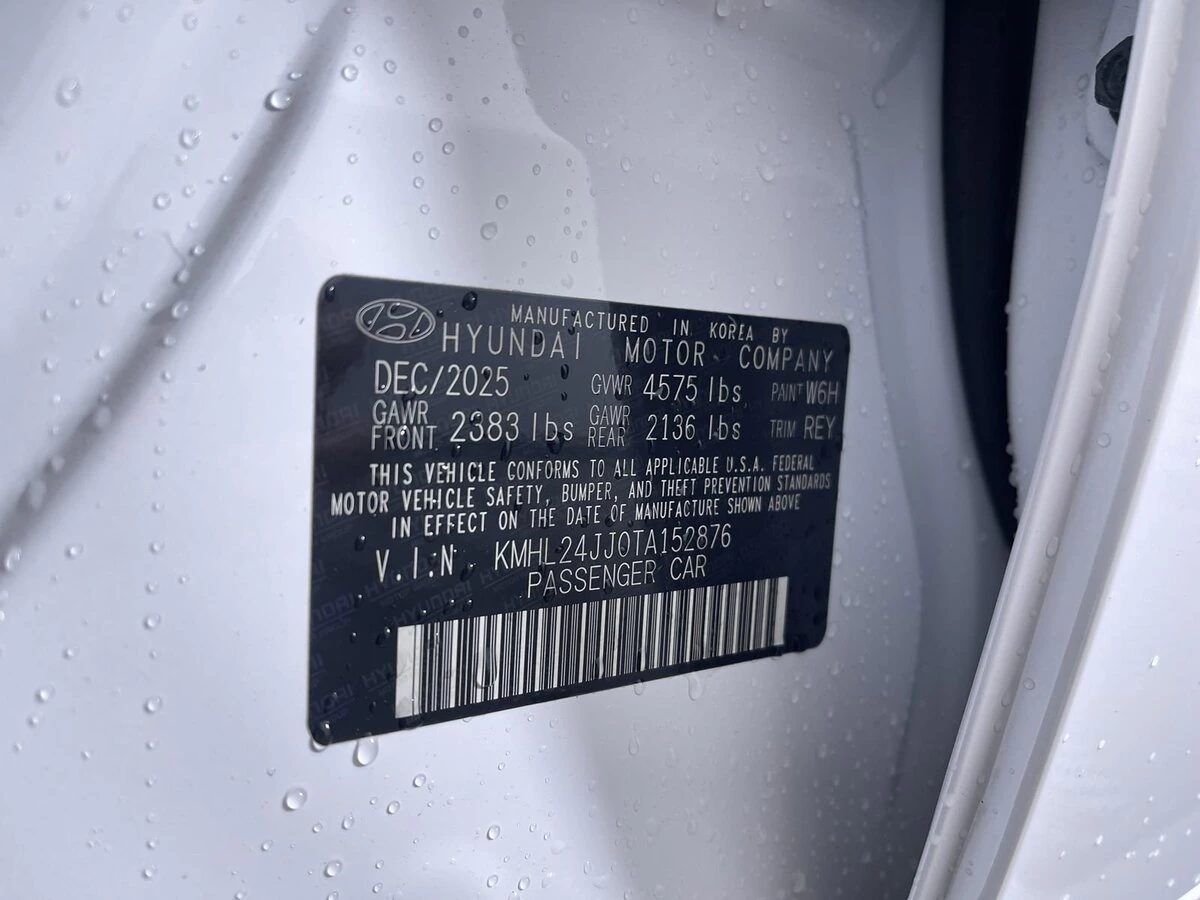 MANUFACTURED IN KOREA BY
HYUNDAI MOTOR COMPANY
DEC/2025 GVWR 4575 lbs PAINT W6H
GAWR FRONT 2383 lbs GAWR REAR 2136 lbs TRIM REY
THIS VEHICLE CONFORMS TO ALL APPLICABLE U.S.A. FEDERAL
MOTOR VEHICLE SAFETY, BUMPER, AND THEFT PREVENTION STANDARDS
IN EFFECT ON THE DATE OF MANUFACTURE SHOWN ABOVE
V.I.N. KMHL24JJ0TA152876
PASSENGER CAR